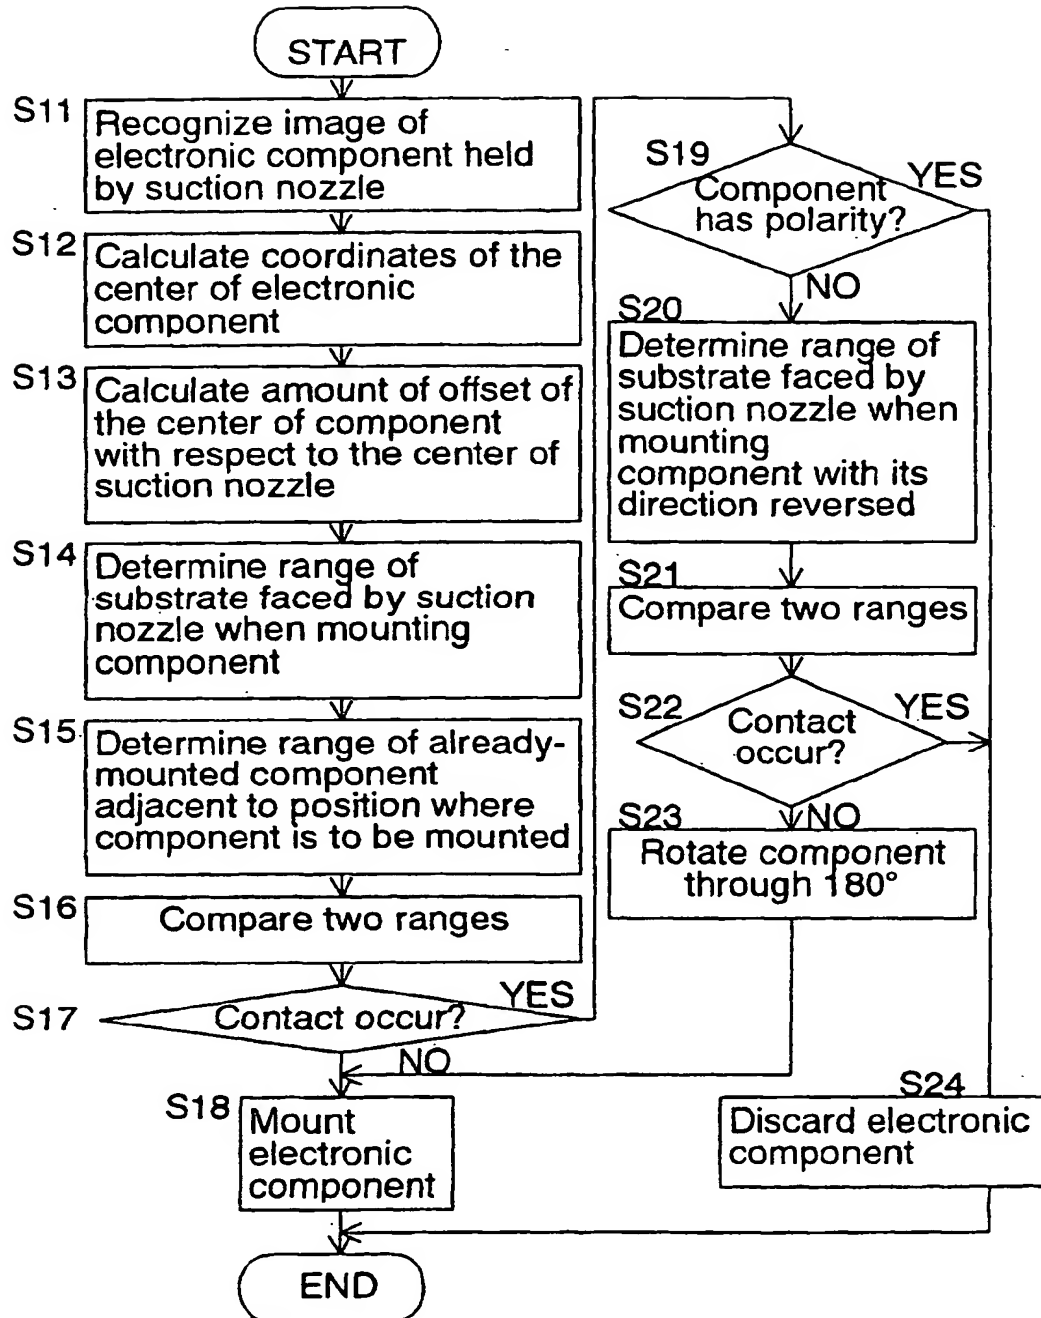 START
S11
Recognize image of
electronic component held
by suction nozzle
S12
Calculate coordinates of the
center of electronic
component
S13
Calculate amount of offset of
the center of component
with respect to the center of
suction nozzle
S14
Determine range of
substrate faced by suction
nozzle when mounting
component
S15
Determine range of already-
mounted component
adjacent to position where
component is to be mounted
S16
Compare two ranges
S17
Contact occur?
YES
NO
S18
Mount
electronic
component
END
S19
Component
has polarity?
YES
NO
S20
Determine range of
substrate faced by
suction nozzle when
mounting
component with its
direction reversed
S21
Compare two ranges
S22
Contact
occur?
YES
NO
S23
Rotate component
through 180°
S24
Discard electronic
component